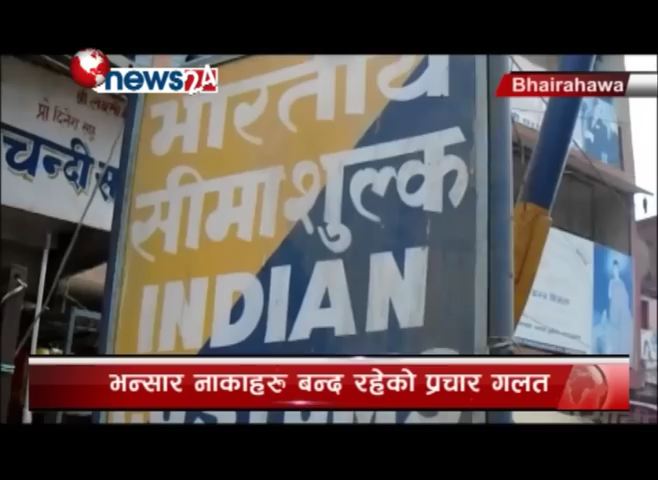 news24
Bhairahawa
भारतीय
सीमाशुल्क
INDIAN
प्रो दिनेश साहु
चन्दी
भन्सार नाकाहरु बन्द रहेको प्रचार गलत